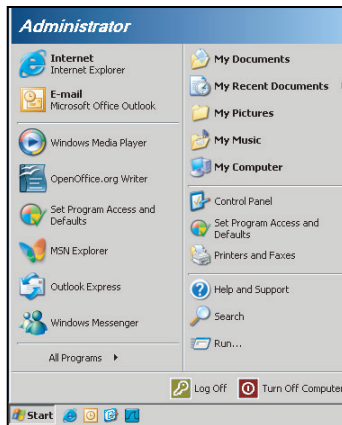 Administrator
Internet
Internet Explorer
E-mail
Microsoft Office Outlook
Windows Media Player
OpenOffice.org Writer
Set Program Access and
Defaults
MSN Explorer
Outlook Express
Windows Messenger
All Programs
My Documents
My Recent Documents
My Pictures
My Music
My Computer
Control Panel
Set Program Access and
Defaults
Printers and Faxes
Help and Support
Search
Run...
Log Off
Turn Off Computer
Start